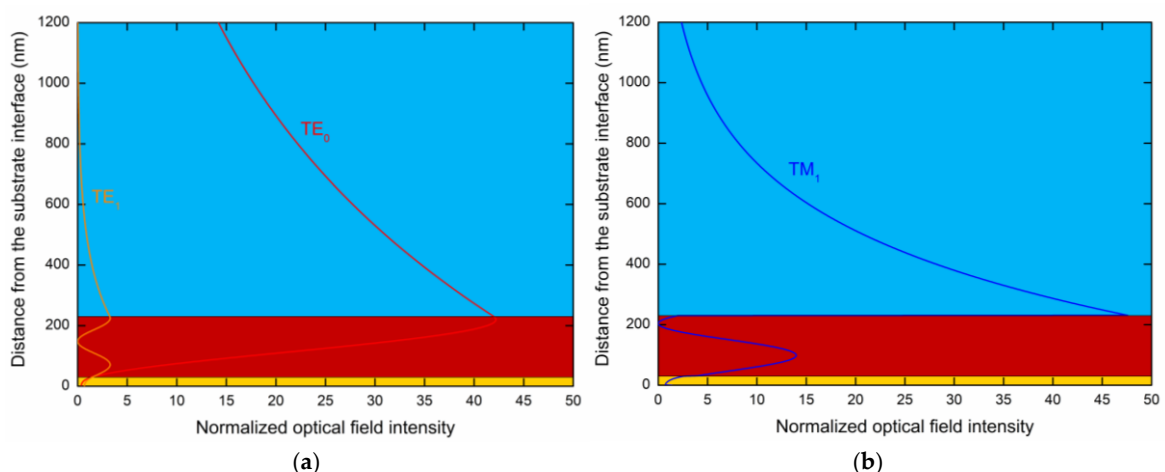 1200
1000
800
600
400
200
0
Distance from the substrate interface (nm)
TE0
TE1
0 5 10 15 20 25 30 35 40 45 50
Normalized optical field intensity
(a)
1200
1000
800
600
400
200
0
Distance from the substrate interface (nm)
TM1
0 5 10 15 20 25 30 35 40 45 50
Normalized optical field intensity
(b)